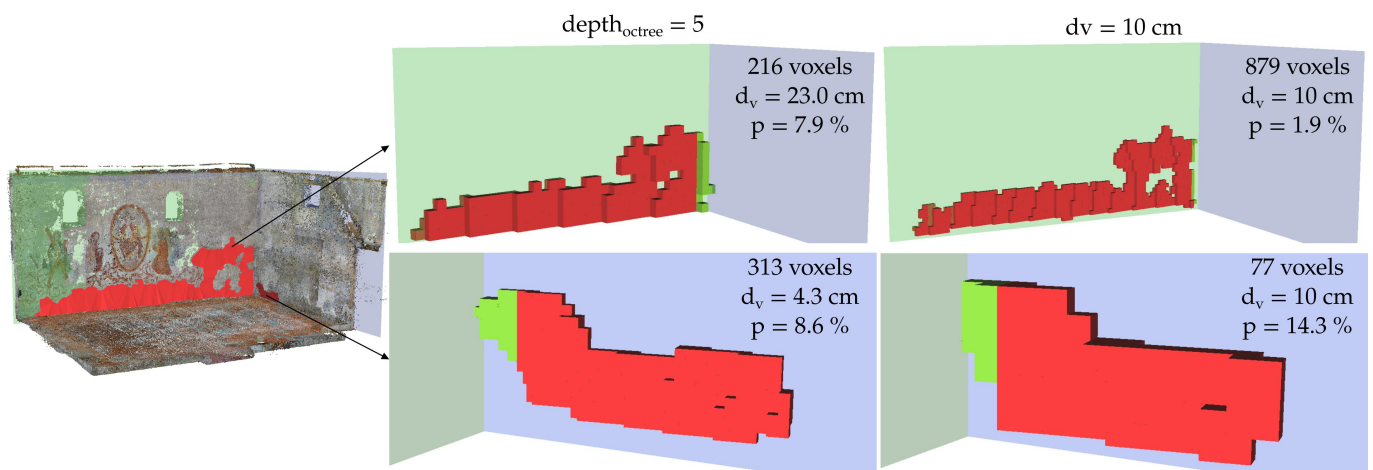 depth_octree = 5
dv = 10 cm
216 voxels
d_v = 23.0 cm
p = 7.9 %
879 voxels
d_v = 10 cm
p = 1.9 %
313 voxels
d_v = 4.3 cm
p = 8.6 %
77 voxels
d_v = 10 cm
p = 14.3 %